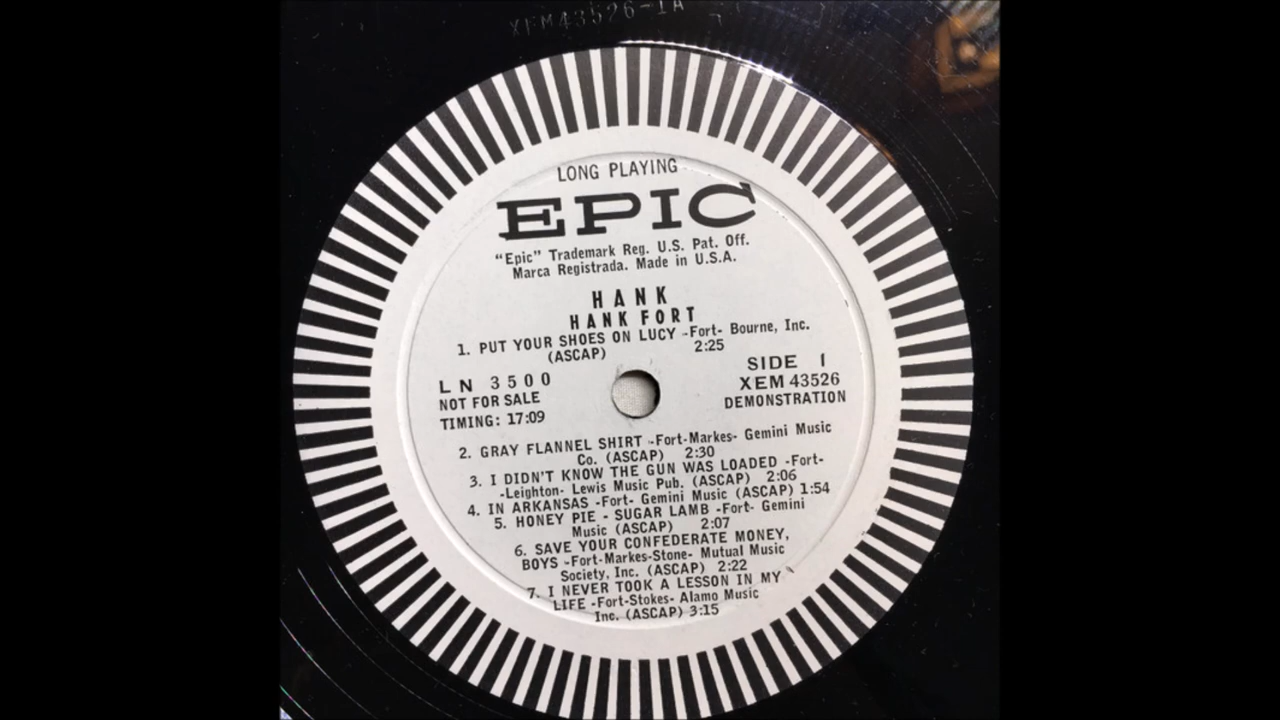 XEM43526-1A
LONG PLAYING
EPIC
"Epic" Trademark Reg. U.S. Pat. Off.
Marca Registrada. Made in U.S.A.
HANK
HANK FORT
1. PUT YOUR SHOES ON LUCY -Fort- Bourne, Inc.
(ASCAP) 2:25
LN 3500
NOT FOR SALE
TIMING: 17:09
SIDE 1
XEM 43526
DEMONSTRATION
2. GRAY FLANNEL SHIRT -Fort-Markes- Gemini Music
Co. (ASCAP) 2:30
3. I DIDN'T KNOW THE GUN WAS LOADED -Fort-
-Leighton- Lewis Music Pub. (ASCAP) 2:06
4. IN ARKANSAS -Fort- Gemini Music (ASCAP) 1:54
5. HONEY PIE - SUGAR LAMB -Fort- Gemini
Music (ASCAP) 2:07
6. SAVE YOUR CONFEDERATE MONEY,
BOYS -Fort-Markes-Stone- Mutual Music
Society, Inc. (ASCAP) 2:22
7. I NEVER TOOK A LESSON IN MY
LIFE -Fort-Stokes- Alamo Music
Inc. (ASCAP) 3:15